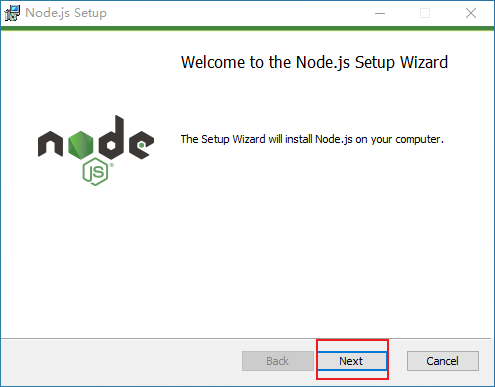 Node.js Setup
Welcome to the Node.js Setup Wizard
The Setup Wizard will install Node.js on your computer.
node
JS
Back Next Cancel